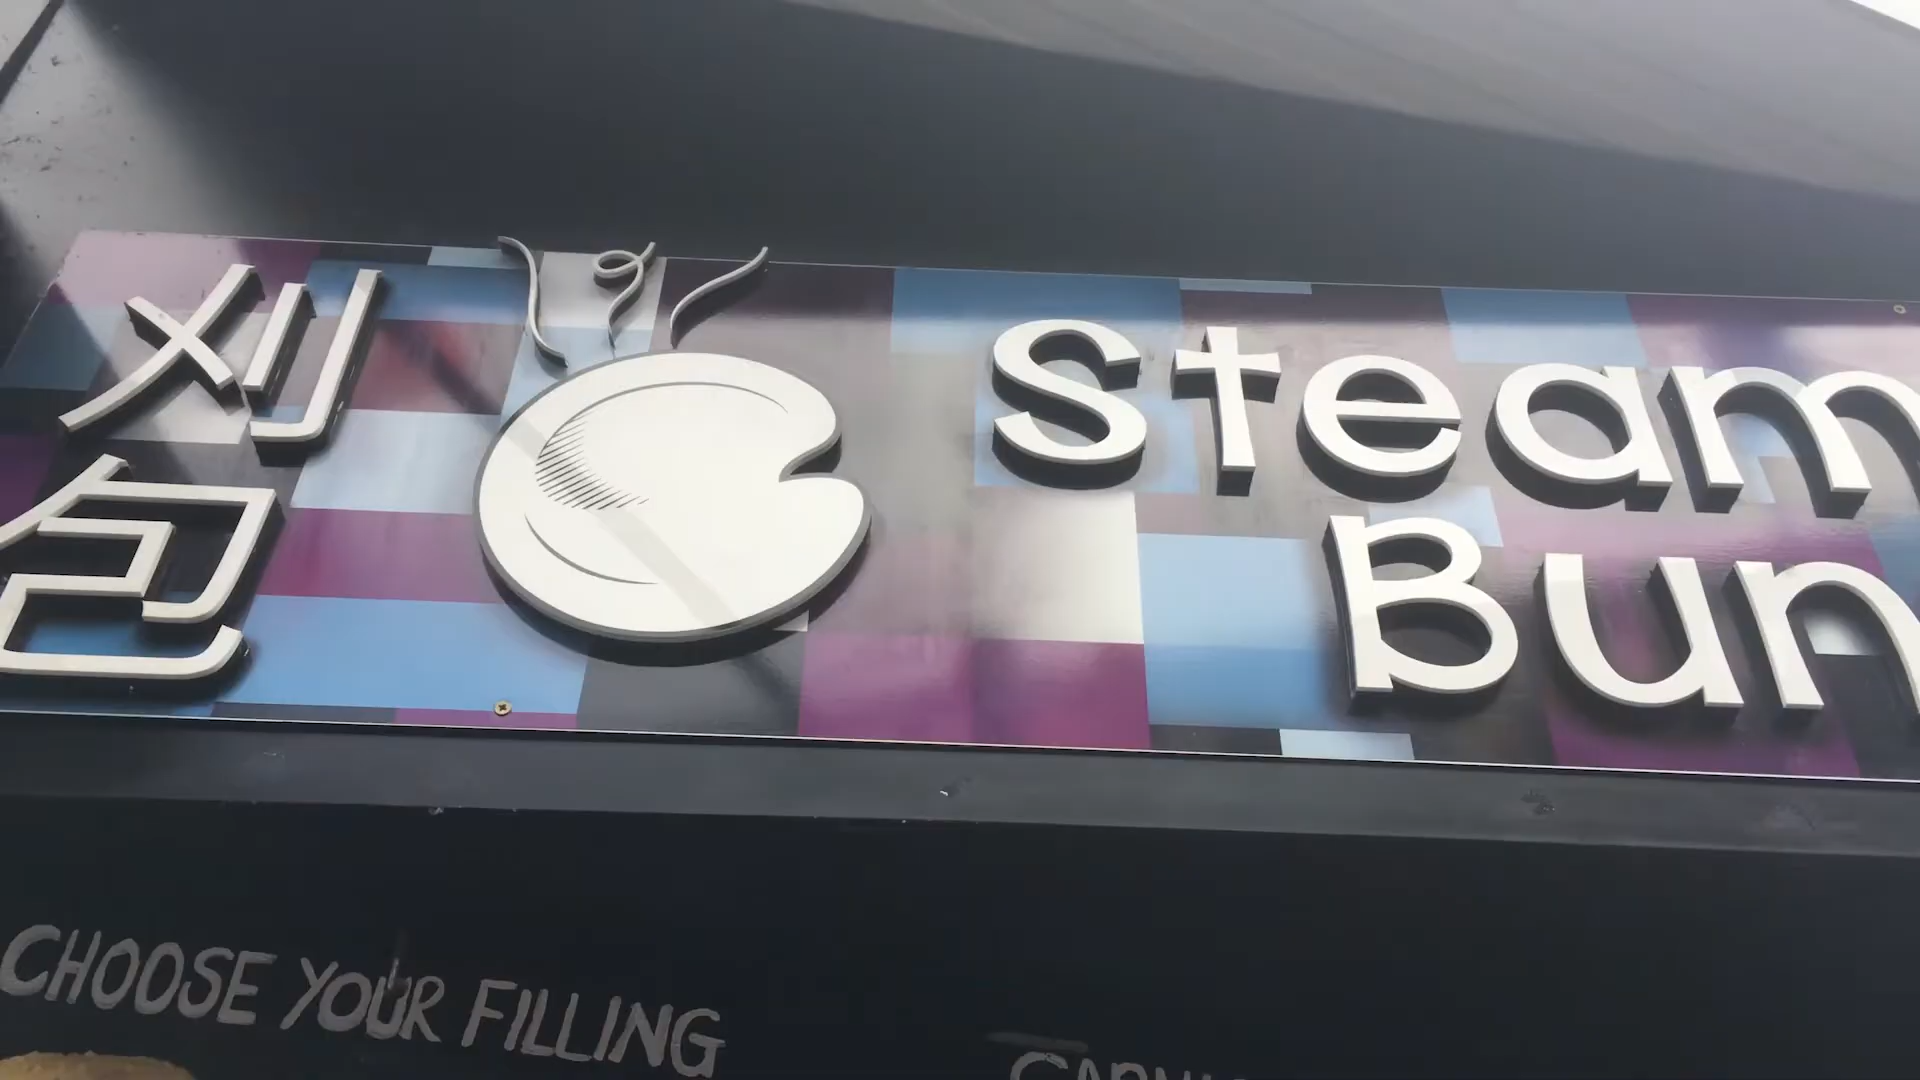 刈
包
Steam
Bun
CHOOSE YOUR FILLING